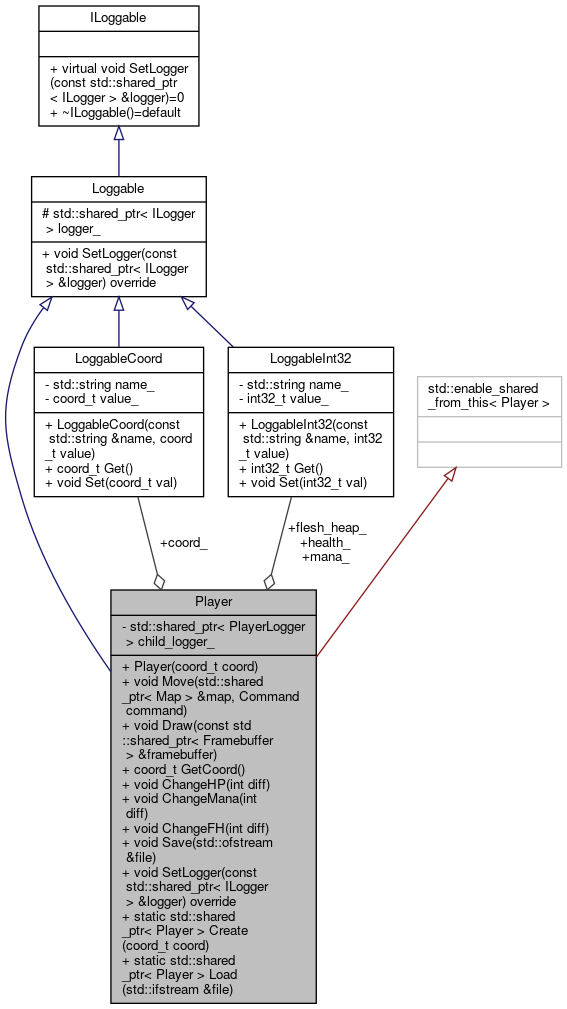 ILoggable
+ virtual void SetLogger
(const std::shared_ptr
< ILogger > &logger)=0
+ ~ILoggable()=default
Loggable
# std::shared_ptr< ILogger
> logger_
+ void SetLogger(const
std::shared_ptr< ILogger
> &logger) override
LoggableCoord
- std::string name_
- coord_t value_
+ LoggableCoord(const
std::string &name, coord
_t value)
+ coord_t Get()
+ void Set(coord_t val)
LoggableInt32
- std::string name_
- int32_t value_
+ LoggableInt32(const
std::string &name, int32
_t value)
+ int32_t Get()
+ void Set(int32_t val)
std::enable_shared
_from_this< Player >
+coord_
+flesh_heap_
+health_
+mana_
Player
- std::shared_ptr< PlayerLogger
> child_logger_
+ Player(coord_t coord)
+ void Move(std::shared
_ptr< Map > &map, Command
command)
+ void Draw(const std
::shared_ptr< Framebuffer
> &framebuffer)
+ coord_t GetCoord()
+ void ChangeHP(int diff)
+ void ChangeMana(int
diff)
+ void ChangeFH(int diff)
+ void Save(std::ofstream
&file)
+ void SetLogger(const
std::shared_ptr< ILogger
> &logger) override
+ static std::shared
_ptr< Player > Create
(coord_t coord)
+ static std::shared
_ptr< Player > Load
(std::ifstream &file)